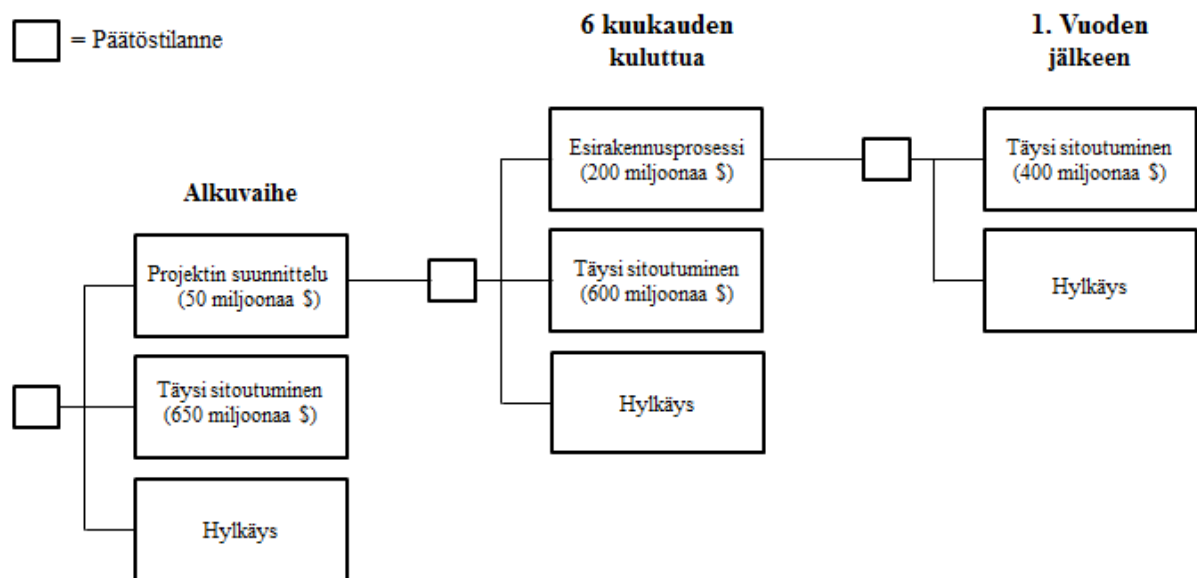 = Päätöstilanne
6 kuukauden
kuluttua
1. Vuoden
jälkeen
Alkuvaihe
Esirakennusprosessi
(200 miljoonaa $)
Täysi sitoutuminen
(400 miljoonaa $)
Projektin suunnittelu
(50 miljoonaa $)
Täysi sitoutuminen
(600 miljoonaa $)
Hylkäys
Täysi sitoutuminen
(650 miljoonaa $)
Hylkäys
Hylkäys